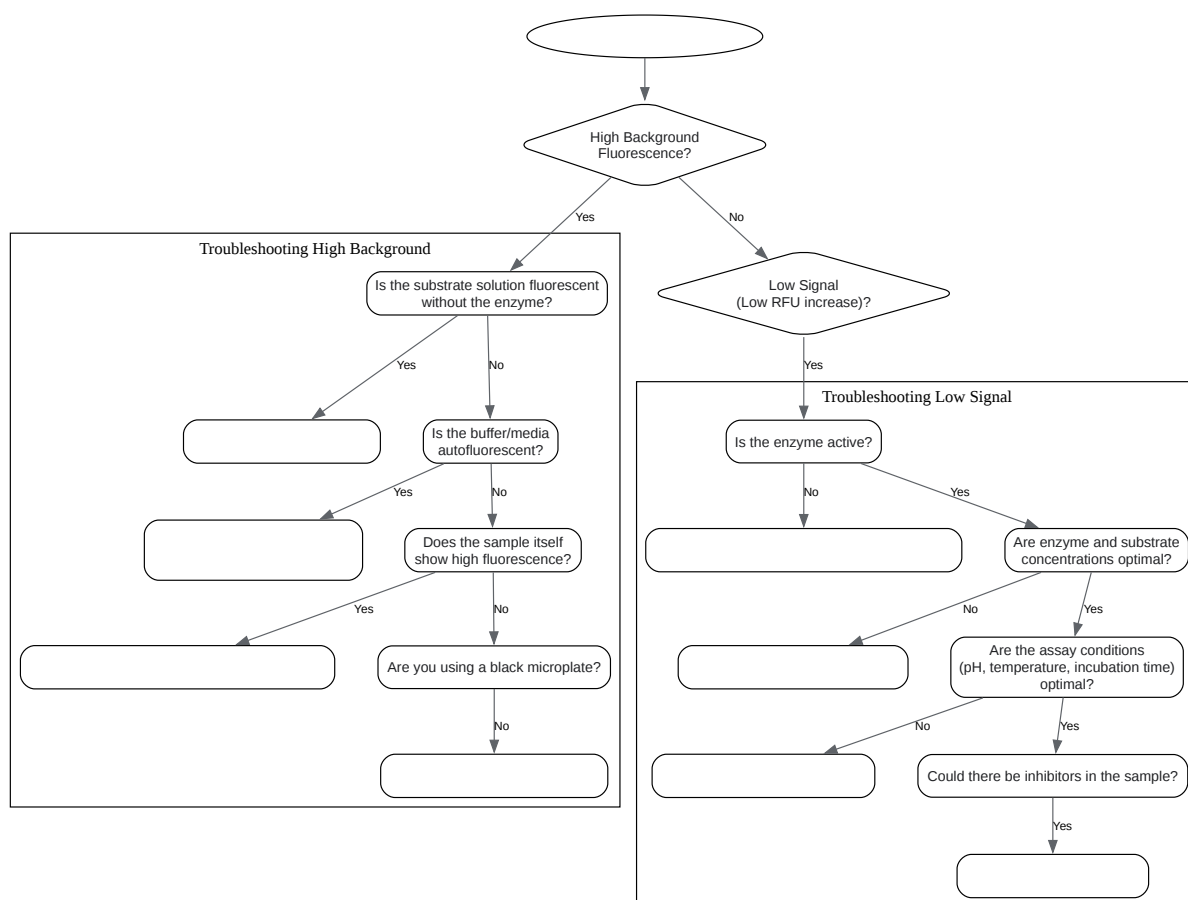 High Background
Fluorescence?
Yes
No
Troubleshooting High Background
Is the substrate solution fluorescent
without the enzyme?
Low Signal
(Low RFU increase)?
Yes
No
Yes
Troubleshooting Low Signal
Is the buffer/media
autofluorescent?
Is the enzyme active?
Yes
No
No
Yes
Does the sample itself
show high fluorescence?
Are enzyme and substrate
concentrations optimal?
Yes
No
No
Yes
Are you using a black microplate?
Are the assay conditions
(pH, temperature, incubation time)
optimal?
No
No
Yes
Could there be inhibitors in the sample?
Yes